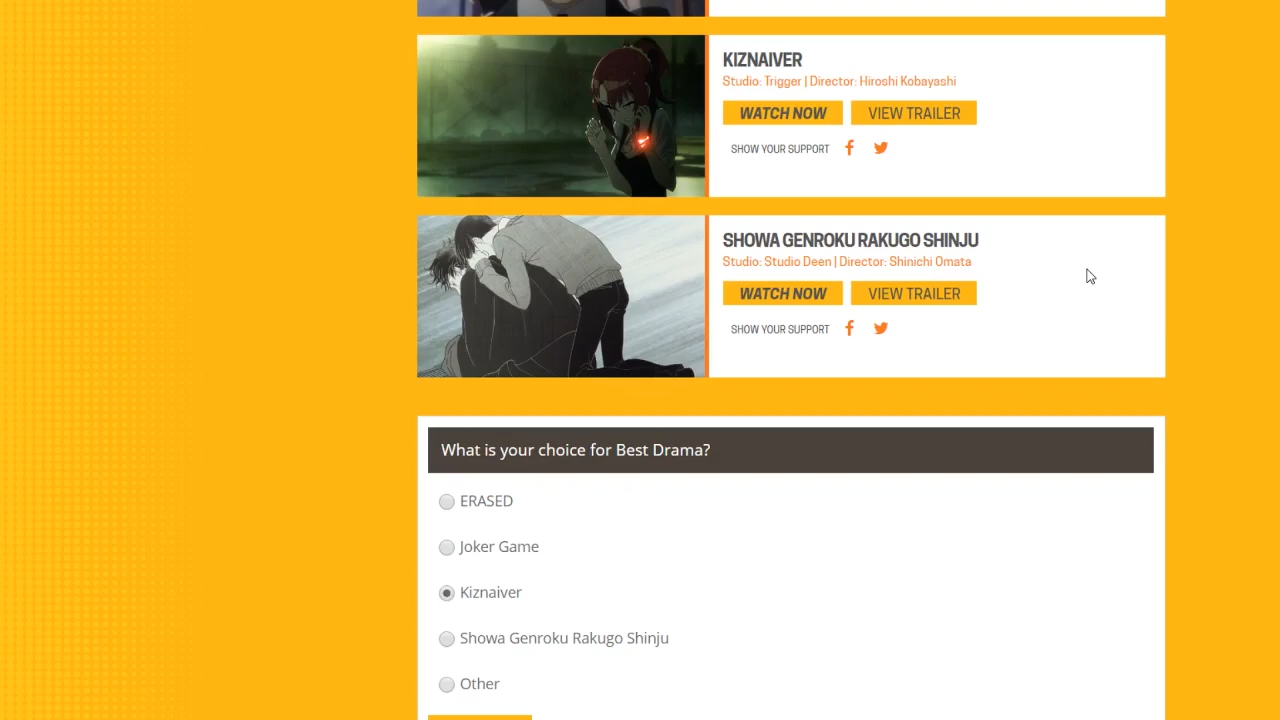 KIZNAIVER
Studio: Trigger | Director: Hiroshi Kobayashi
WATCH NOW VIEW TRAILER
SHOW YOUR SUPPORT
SHOWA GENROKU RAKUGO SHINJU
Studio: Studio Deen | Director: Shinichi Omata
WATCH NOW VIEW TRAILER
SHOW YOUR SUPPORT
What is your choice for Best Drama?
ERASED
Joker Game
Kiznaiver
Showa Genroku Rakugo Shinju
Other